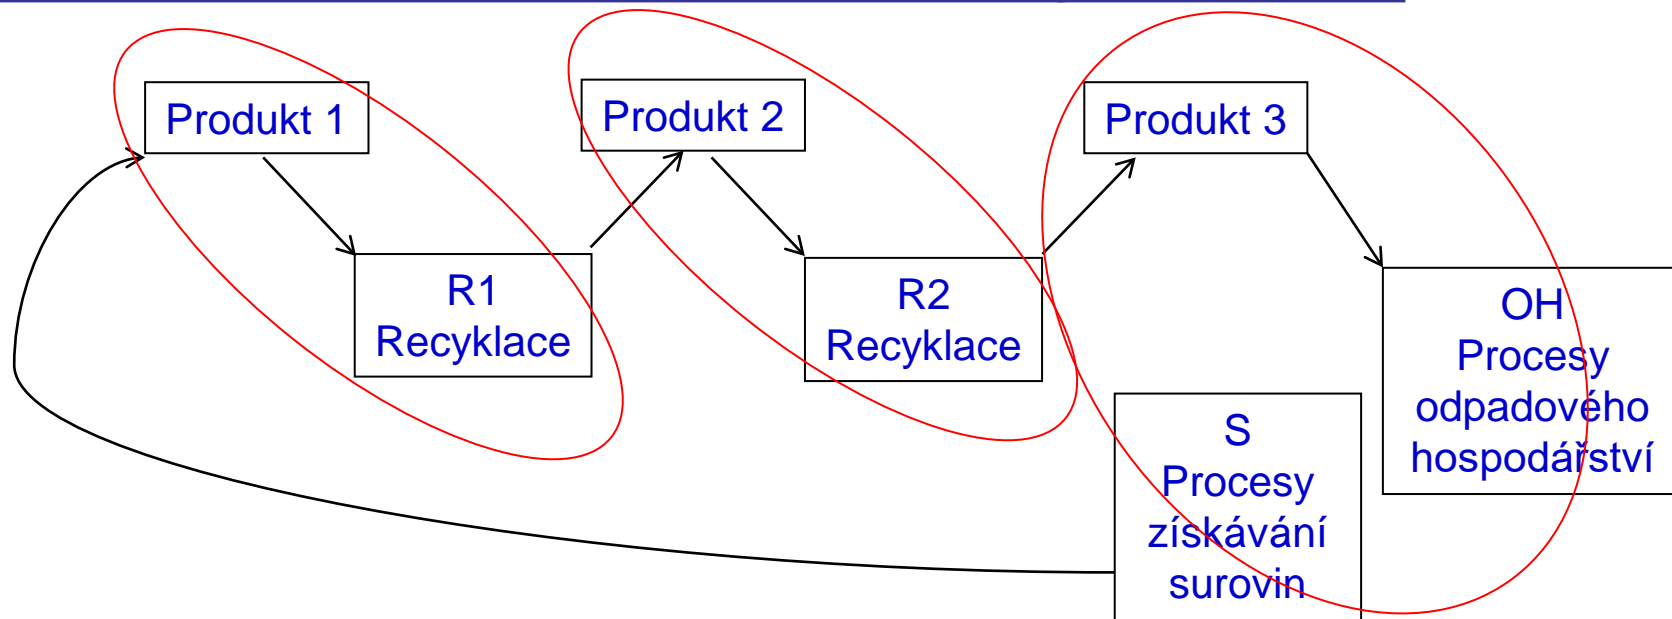 Produkt 1
Produkt 2
Produkt 3
R1
Recyklace
R2
Recyklace
OH
Procesy
odpadového
hospodářství
S
Procesy
získávání
surovin